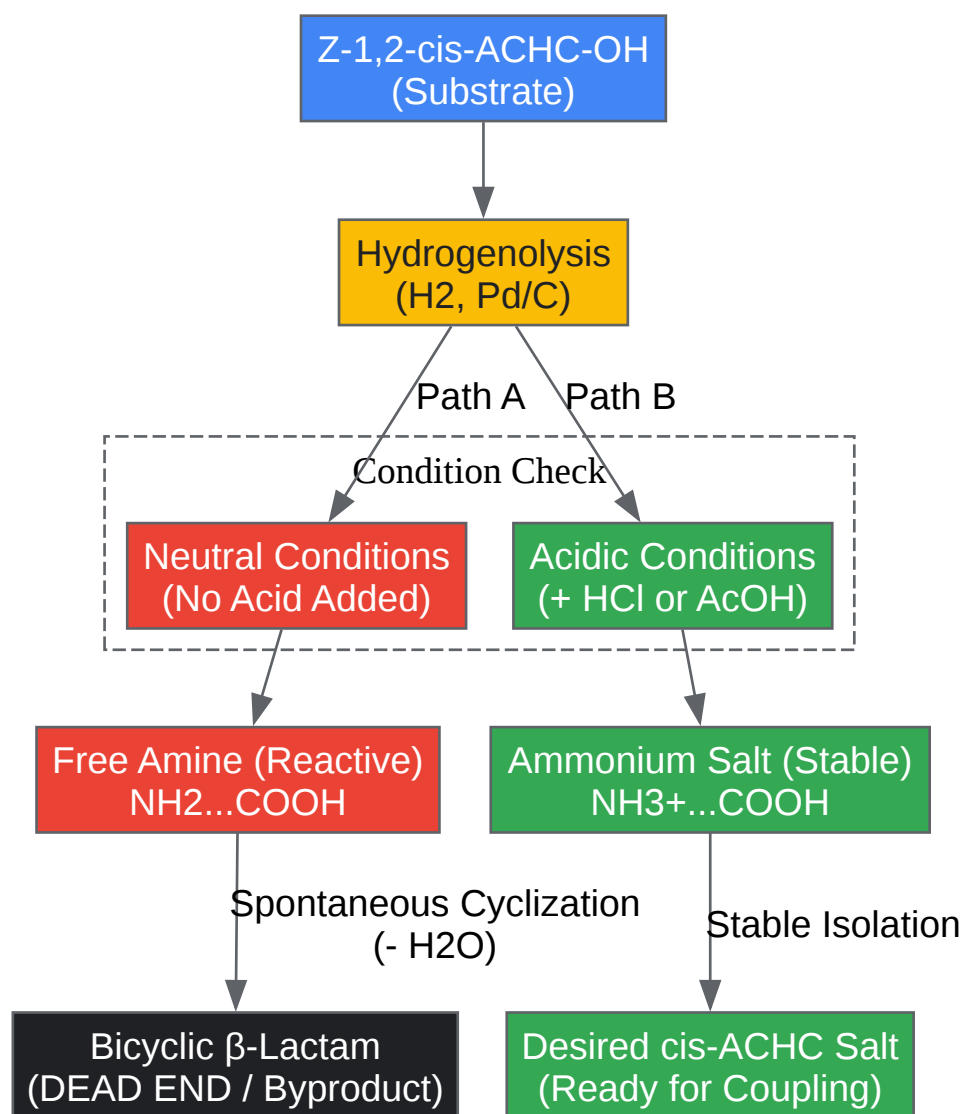 Z-1,2-cis-ACHC-OH
(Substrate)
Hydrogenolysis
(H2, Pd/C)
Path A
Path B
Condition Check
Neutral Conditions
(No Acid Added)
Acidic Conditions
(+ HCl or AcOH)
Free Amine (Reactive)
NH2...COOH
Ammonium Salt (Stable)
NH3+...COOH
Spontaneous Cyclization
(- H2O)
Stable Isolation
Bicyclic β-Lactam
(DEAD END / Byproduct)
Desired cis-ACHC Salt
(Ready for Coupling)